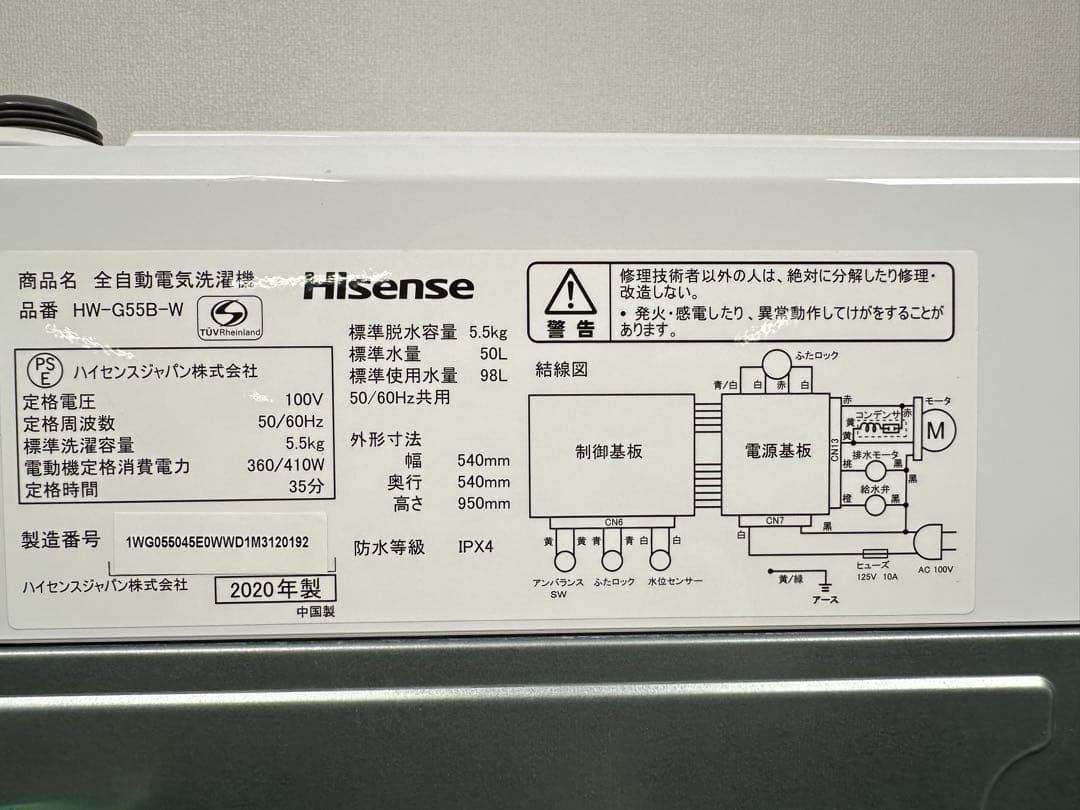 商品名 全自動電気洗濯機
品番 HW-G55B-W
TÜVRheinland
Hisense
PS
E
ハイセンスジャパン株式会社
定格電圧 100V
定格周波数 50/60Hz
標準洗濯容量 5.5kg
電動機定格消費電力 360/410W
定格時間 35分
製造番号 1WG055045E0WWD1M3120192
ハイセンスジャパン株式会社 2020年製
中国製
標準脱水容量 5.5kg
標準水量 50L
標準使用水量 98L
50/60Hz共用
外形寸法
幅 540mm
奥行 540mm
高さ 950mm
防水等級 IPX4
警告
修理技術者以外の人は、絶対に分解したり修理・
改造しない。
・発火・感電したり、異常動作してけがをすることが
あります。
結線図
ふたロック
青/白 白 赤 白
制御基板
電源基板
CN13
赤
コンデンサ
赤
モータ
黄
黄
M
排水モータ
桃
黒
黒
給水弁
橙
黒
CN6
CN7
黒
白
黄 黄 青 青 白 白
アンバランス
SW
ふたロック
水位センサー
黄/緑
アース
ヒューズ
125V 10A
AC 100V